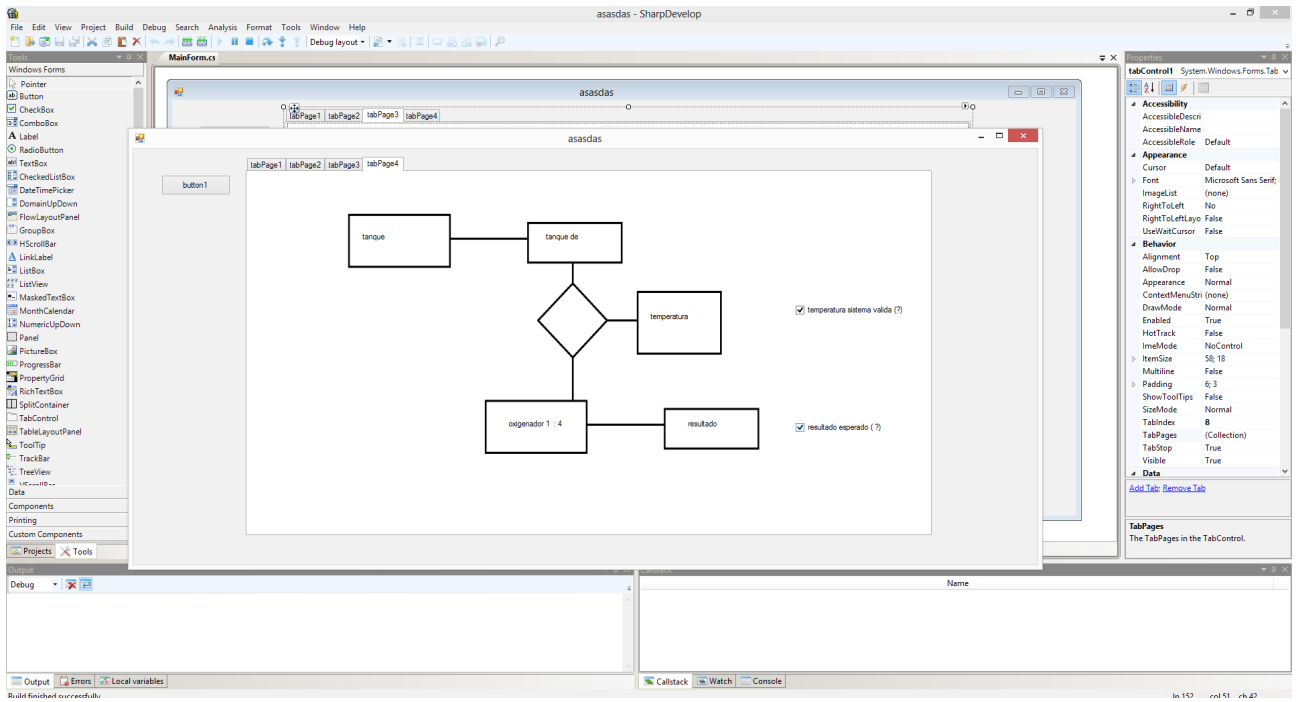 asasdas - SharpDevelop
File Edit View Project Build Debug Search Analysis Format Tools Window Help
Debug layout
Tools
MainForm.cs
Properties
Windows Forms
tabControl1 System.Windows.Forms.Tab
Pointer
Button
CheckBox
ComboBox
Label
RadioButton
TextBox
CheckedListBox
DateTimePicker
DomainUpDown
FlowLayoutPanel
GroupBox
HScrollBar
LinkLabel
ListBox
ListView
MaskedTextBox
MonthCalendar
NumericUpDown
Panel
PictureBox
ProgressBar
PropertyGrid
RichTextBox
SplitContainer
TabControl
TableLayoutPanel
ToolTip
TrackBar
TreeView
VScrollBar
Data
Components
Printing
Custom Components
Projects Tools
asasdas
tabPage1 tabPage2 tabPage3 tabPage4
asasdas
tabPage1 tabPage2 tabPage3 tabPage4
button1
tanque
tanque de
temperatura
temperatura sistema valida (?)
oxigenador 1 : 4
resultado
resultado esperado ( ?)
Accessibility
AccessibleDescri
AccessibleName
AccessibleRole Default
Appearance
Cursor Default
Font Microsoft Sans Serif;
ImageList (none)
RightToLeft No
RightToLeftLayo False
UseWaitCursor False
Behavior
Alignment Top
AllowDrop False
Appearance Normal
ContextMenuStri (none)
DrawMode Normal
Enabled True
HotTrack False
ImeMode NoControl
ItemSize 58; 18
Multiline False
Padding 6; 3
ShowToolTips False
SizeMode Normal
TabIndex 8
TabPages (Collection)
TabStop True
Visible True
Data
Add Tab; Remove Tab
TabPages
The TabPages in the TabControl.
Output
Debug
Callstack
Name
Output Errors Local variables
Callstack Watch Console
Build finished successfully
ln 152 col 51 ch 42